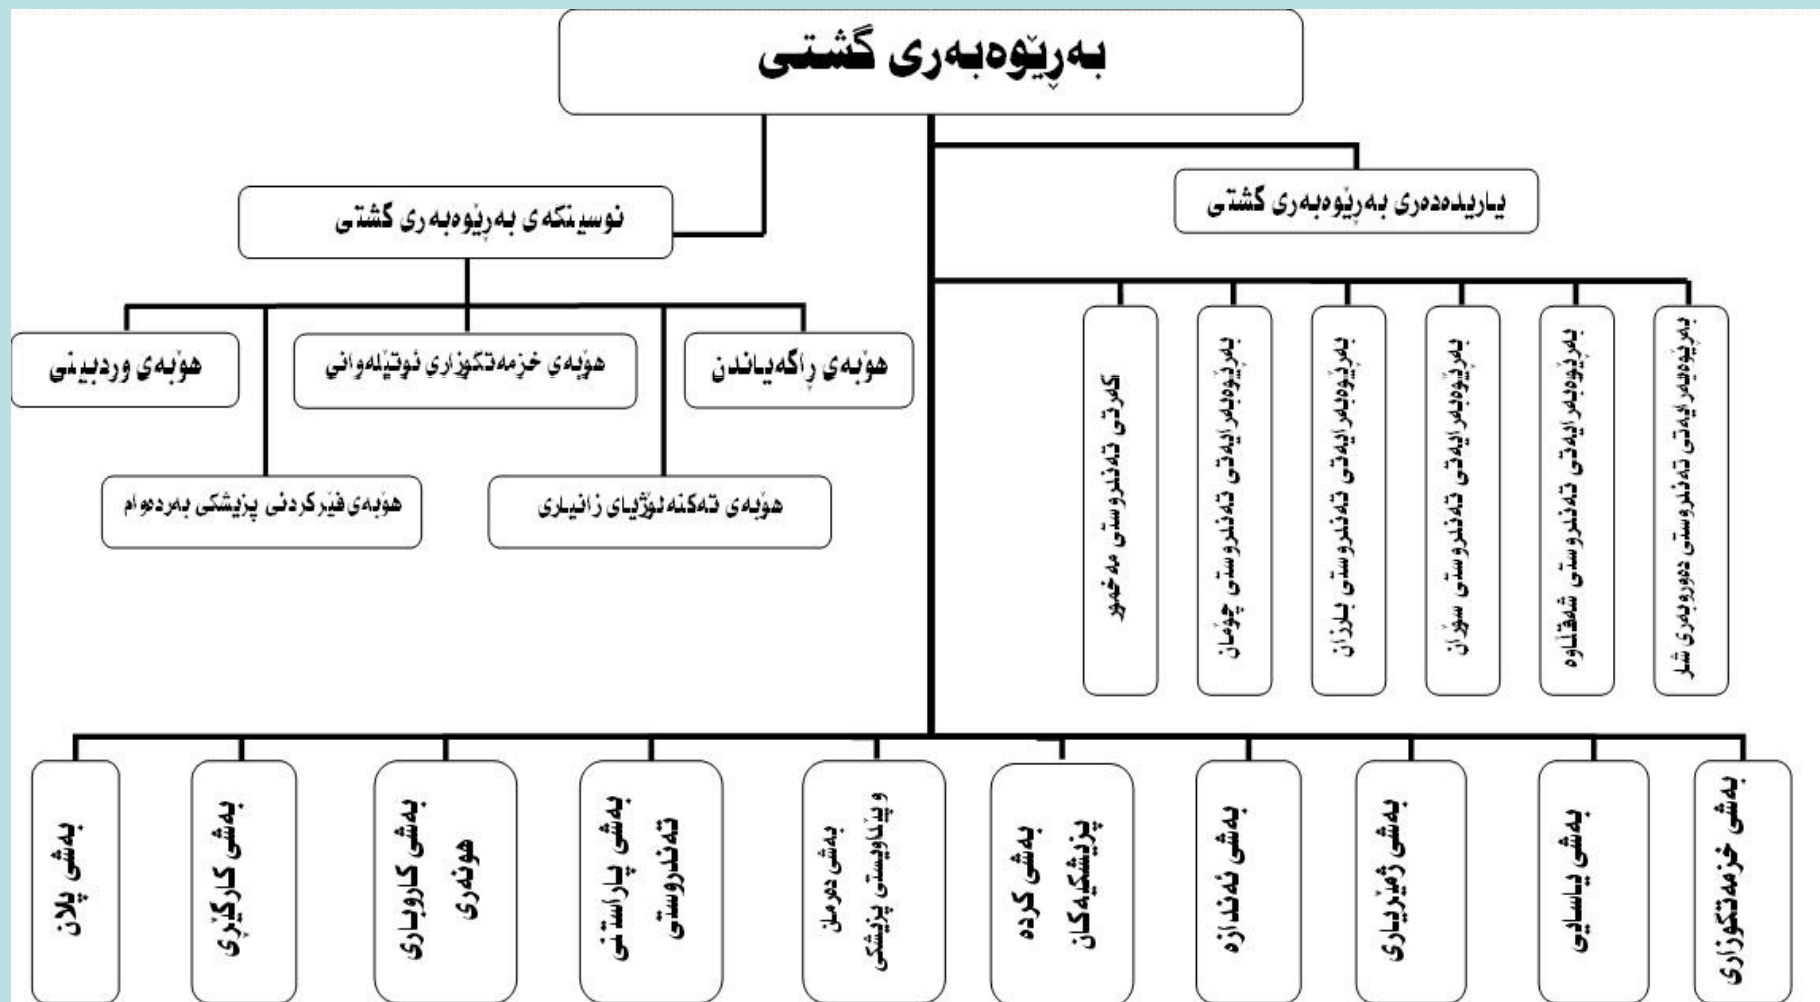 بەڕێوەبەری گشتی
یاریدەدەری بەڕێوەبەری گشتی
نوسینگەی بەڕێوەبەری گشتی
هۆبەی ڕاگەیاندن
هۆبەی خزمەتگوزاری ئوتێلەوانی
هۆبەی وردبینی
هۆبەی تەکنەلۆژیای زانیاری
هۆبەی فێرکردنی پزیشکی بەردەوام
بەڕێوەبەرایەتی تەندروستی دەوروبەری شار
بەڕێوەبەرایەتی تەندروستی شەقڵاوە
بەڕێوەبەرایەتی تەندروستی سۆران
بەڕێوەبەرایەتی تەندروستی بارزان
بەڕێوەبەرایەتی تەندروستی چۆمان
کەرتی تەندروستی مەخمور
بەشی خزمەتگوزاری
بەشی یاسایی
بەشی ژمێریاری
بەشی ئەندازە
بەشی کردە
پزیشکیەکان
بەشی دەرمان
و پێداویستی پزیشکی
بەشی پاراستنی
تەندروستی
بەشی کاروباری
هونەری
بەشی کارگێڕی
بەشی پلان